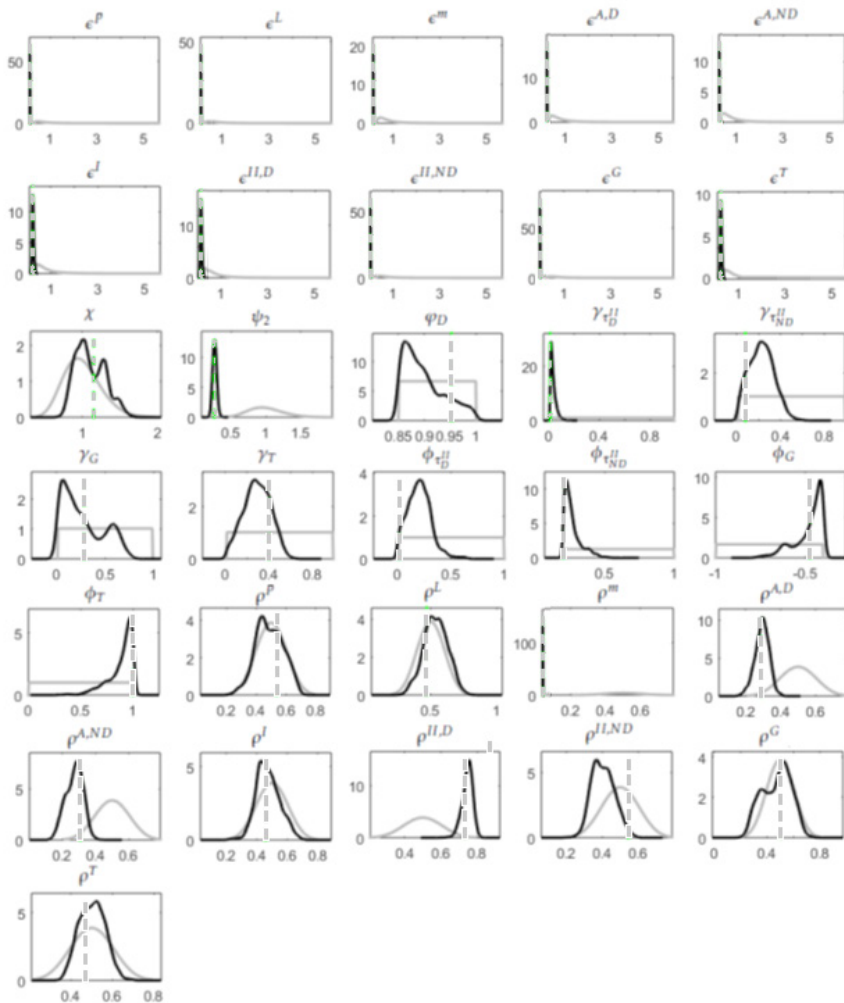 ϵ^p̄ ϵ^L ϵ^m ϵ^{A,D} ϵ^{A,ND}
50 0 1 3 5
50 0 1 3 5
20 10 0 1 3 5
10 0 1 3 5
10 5 0 1 3 5
ϵ^I ϵ^{II,D} ϵ^{II,ND} ϵ^G ϵ^T
10 5 0 1 3 5
10 0 1 3 5
50 0 1 3 5
50 0 1 3 5
10 5 0 1 3 5
χ ψ_2 φ_D γ_{τ_D^{II}} γ_{τ_{ND}^{II}}
2 1 0 1 2
10 5 0 0.5 1 1.5
10 5 0 0.85 0.90 0.95 1
20 0 0 0.4 0.8
2 0 0 0.4 0.8
γ_G γ_T ϕ_{τ_D^{II}} ϕ_{τ_{ND}^{II}} ϕ_G
2 0 0 0.5 1
2 0 0 0.4 0.8
4 2 0 0 0.5 1
10 5 0 0 0.5 1
10 5 0 -1 -0.5
ϕ_T ρ^p̄ ρ^L ρ^m ρ^{A,D}
5 0 0 1
4 2 0 0.2 0.4 0.6 0.8
4 2 0 0.5 1
100 0 0.2 0.4 0.6
10 5 0 0.2 0.4 0.6
ρ^{A,ND} ρ^I ρ^{II,D} ρ^{II,ND} ρ^G
5 0 0.2 0.4 0.6
5 0 0.2 0.4 0.6 0.8
10 0 0.4 0.6 0.8
5 0 0.2 0.4 0.6
4 2 0 0 0.2 0.4 0.6 0.8
ρ^T
5 0 0.4 0.6 0.8